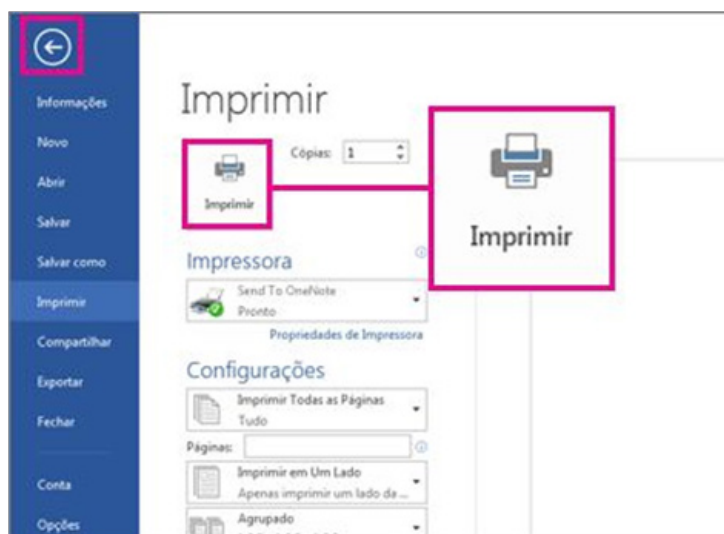 Informações
Novo
Abrir
Salvar
Salvar como
Imprimir
Compartilhar
Exportar
Fechar
Conta
Opções
Imprimir
Imprimir
Cópias: 1
Imprimir
Impressora
Send To OneNote
Pronto
Propriedades de Impressora
Configurações
Imprimir Todas as Páginas
Tudo
Páginas:
Imprimir em Um Lado
Apenas imprimir um lado da ...
Agrupado